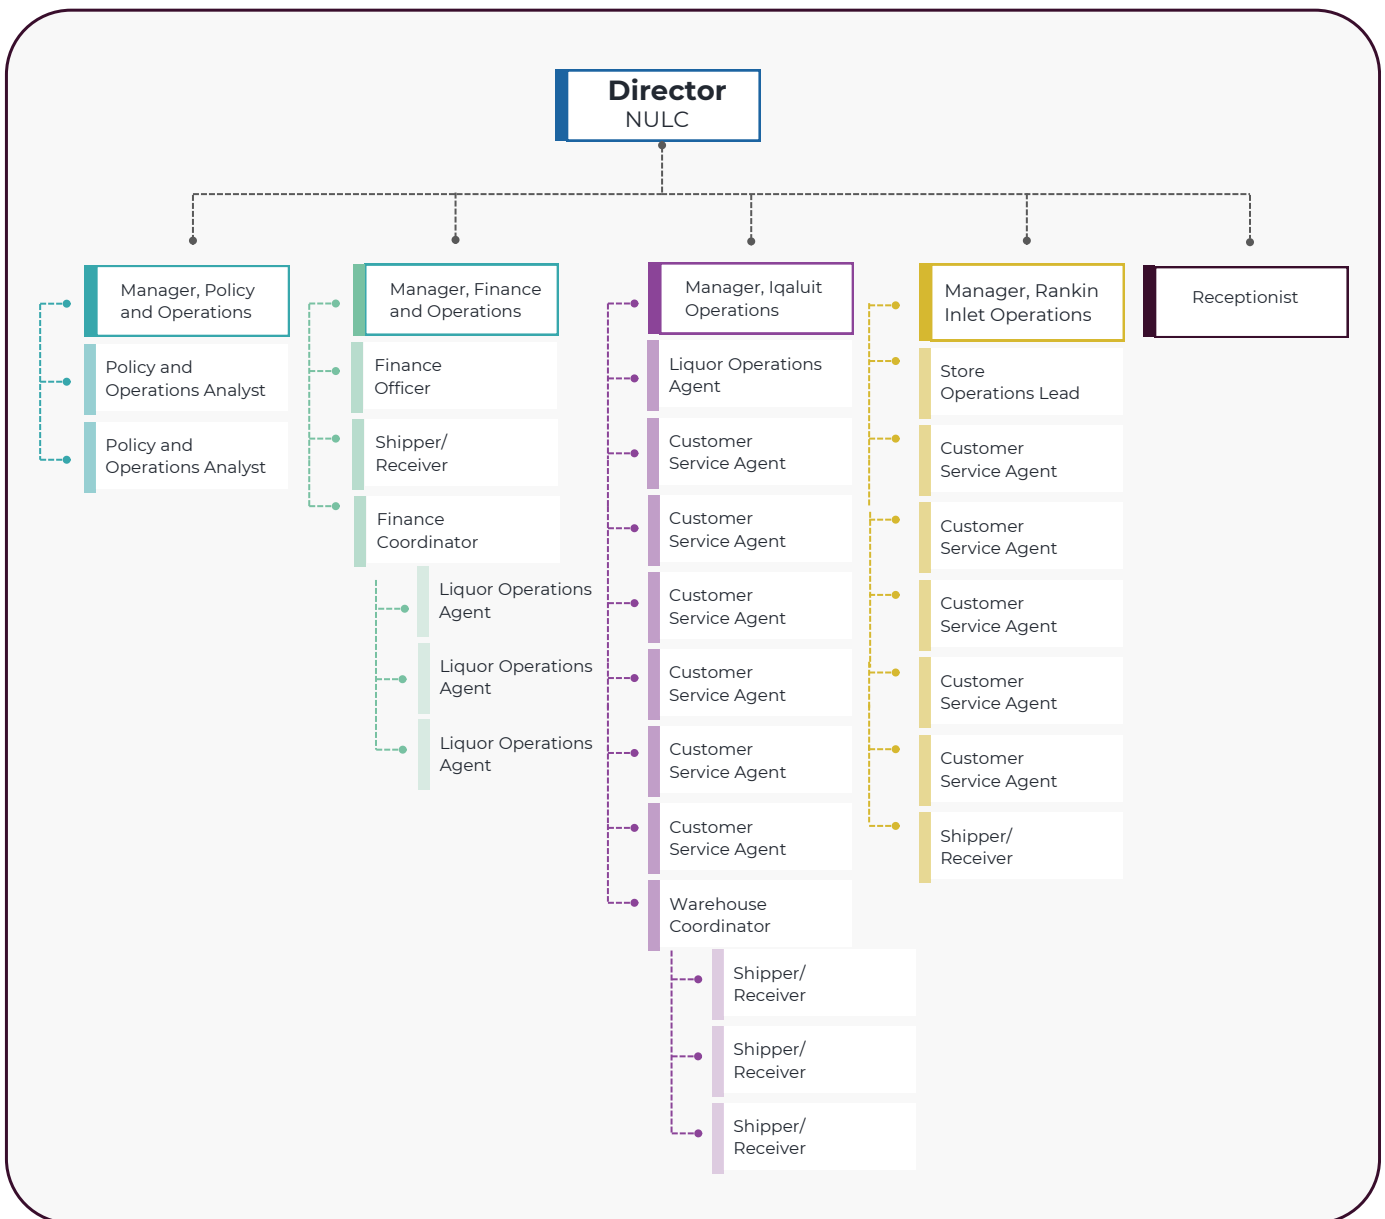 Director
NULC
Manager, Policy
and Operations
Policy and
Operations Analyst
Policy and
Operations Analyst
Manager, Finance
and Operations
Finance
Officer
Shipper/
Receiver
Finance
Coordinator
Liquor Operations
Agent
Liquor Operations
Agent
Liquor Operations
Agent
Manager, Iqaluit
Operations
Liquor Operations
Agent
Customer
Service Agent
Customer
Service Agent
Customer
Service Agent
Customer
Service Agent
Customer
Service Agent
Customer
Service Agent
Warehouse
Coordinator
Shipper/
Receiver
Shipper/
Receiver
Shipper/
Receiver
Manager, Rankin
Inlet Operations
Store
Operations Lead
Customer
Service Agent
Customer
Service Agent
Customer
Service Agent
Customer
Service Agent
Customer
Service Agent
Shipper/
Receiver
Receptionist